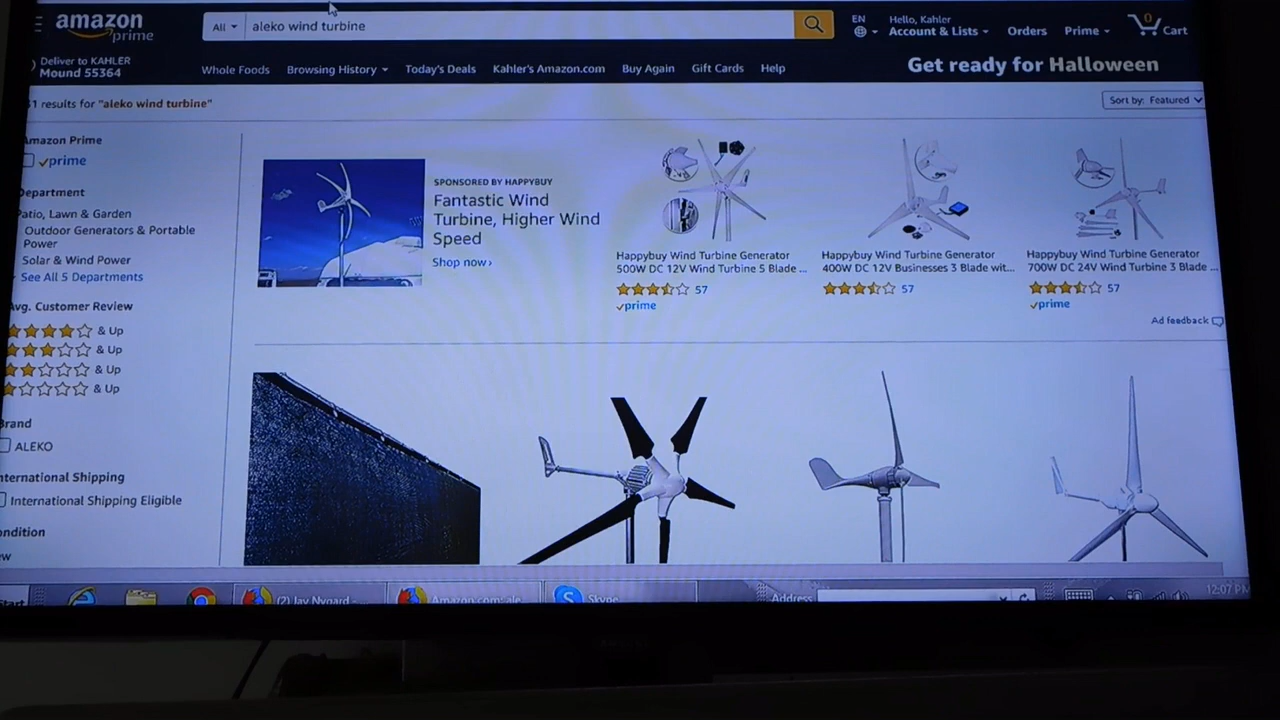 amazon
prime
All
aleko wind turbine
EN
Hello, Kahler
Account & Lists
Orders
Prime
0
Cart
Deliver to KAHLER
Mound 55364
Whole Foods
Browsing History
Today's Deals
Kahler's Amazon.com
Buy Again
Gift Cards
Help
Get ready for Halloween
1 results for "aleko wind turbine"
Sort by: Featured
Amazon Prime
prime
Department
Patio, Lawn & Garden
Outdoor Generators & Portable
Power
Solar & Wind Power
See All 5 Departments
Avg. Customer Review
& Up
& Up
& Up
& Up
Brand
ALEKO
International Shipping
International Shipping Eligible
Condition
New
SPONSORED BY HAPPYBUY
Fantastic Wind
Turbine, Higher Wind
Speed
Shop now›
Happybuy Wind Turbine Generator
500W DC 12V Wind Turbine 5 Blade ...
57
prime
Happybuy Wind Turbine Generator
400W DC 12V Businesses 3 Blade wit...
57
Happybuy Wind Turbine Generator
700W DC 24V Wind Turbine 3 Blade ...
57
prime
Ad feedback
Start
(2) Jay Nygard -
Amazon.com: ale...
Skype
Address
12:07 PM